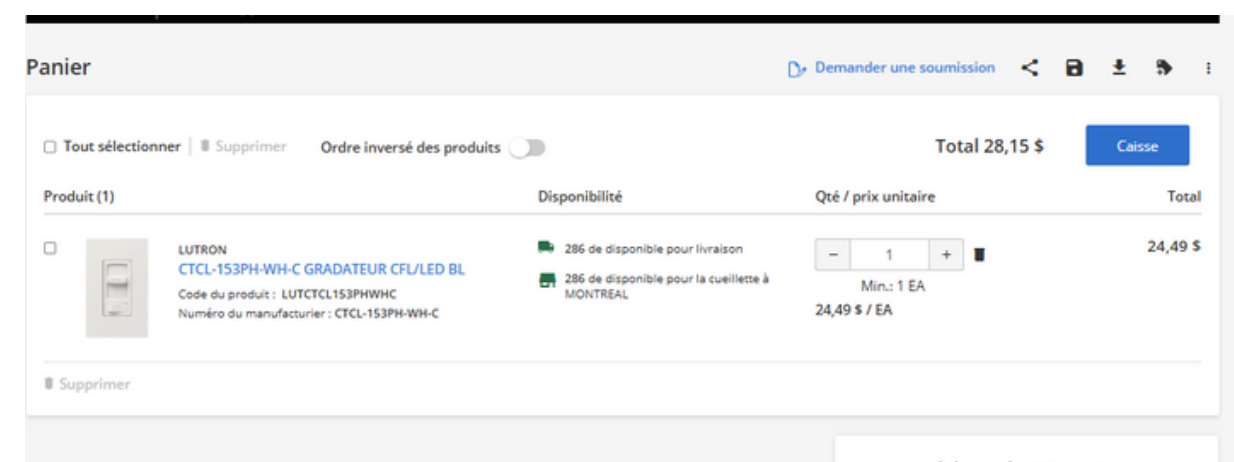 Panier
Demander une soumission
Tout sélectionner
Supprimer
Ordre inversé des produits
Total 28,15 $
Caisse
Produit (1)
Disponibilité
Qté / prix unitaire
Total
LUTRON
CTCL-153PH-WH-C GRADATEUR CFL/LED BL
Code du produit : LUTCTCL153PHWHC
Numéro du manufacturier : CTCL-153PH-WH-C
286 de disponible pour livraison
286 de disponible pour la cueillette à
MONTREAL
− 1 +
Min.: 1 EA
24,49 $ / EA
24,49 $
Supprimer